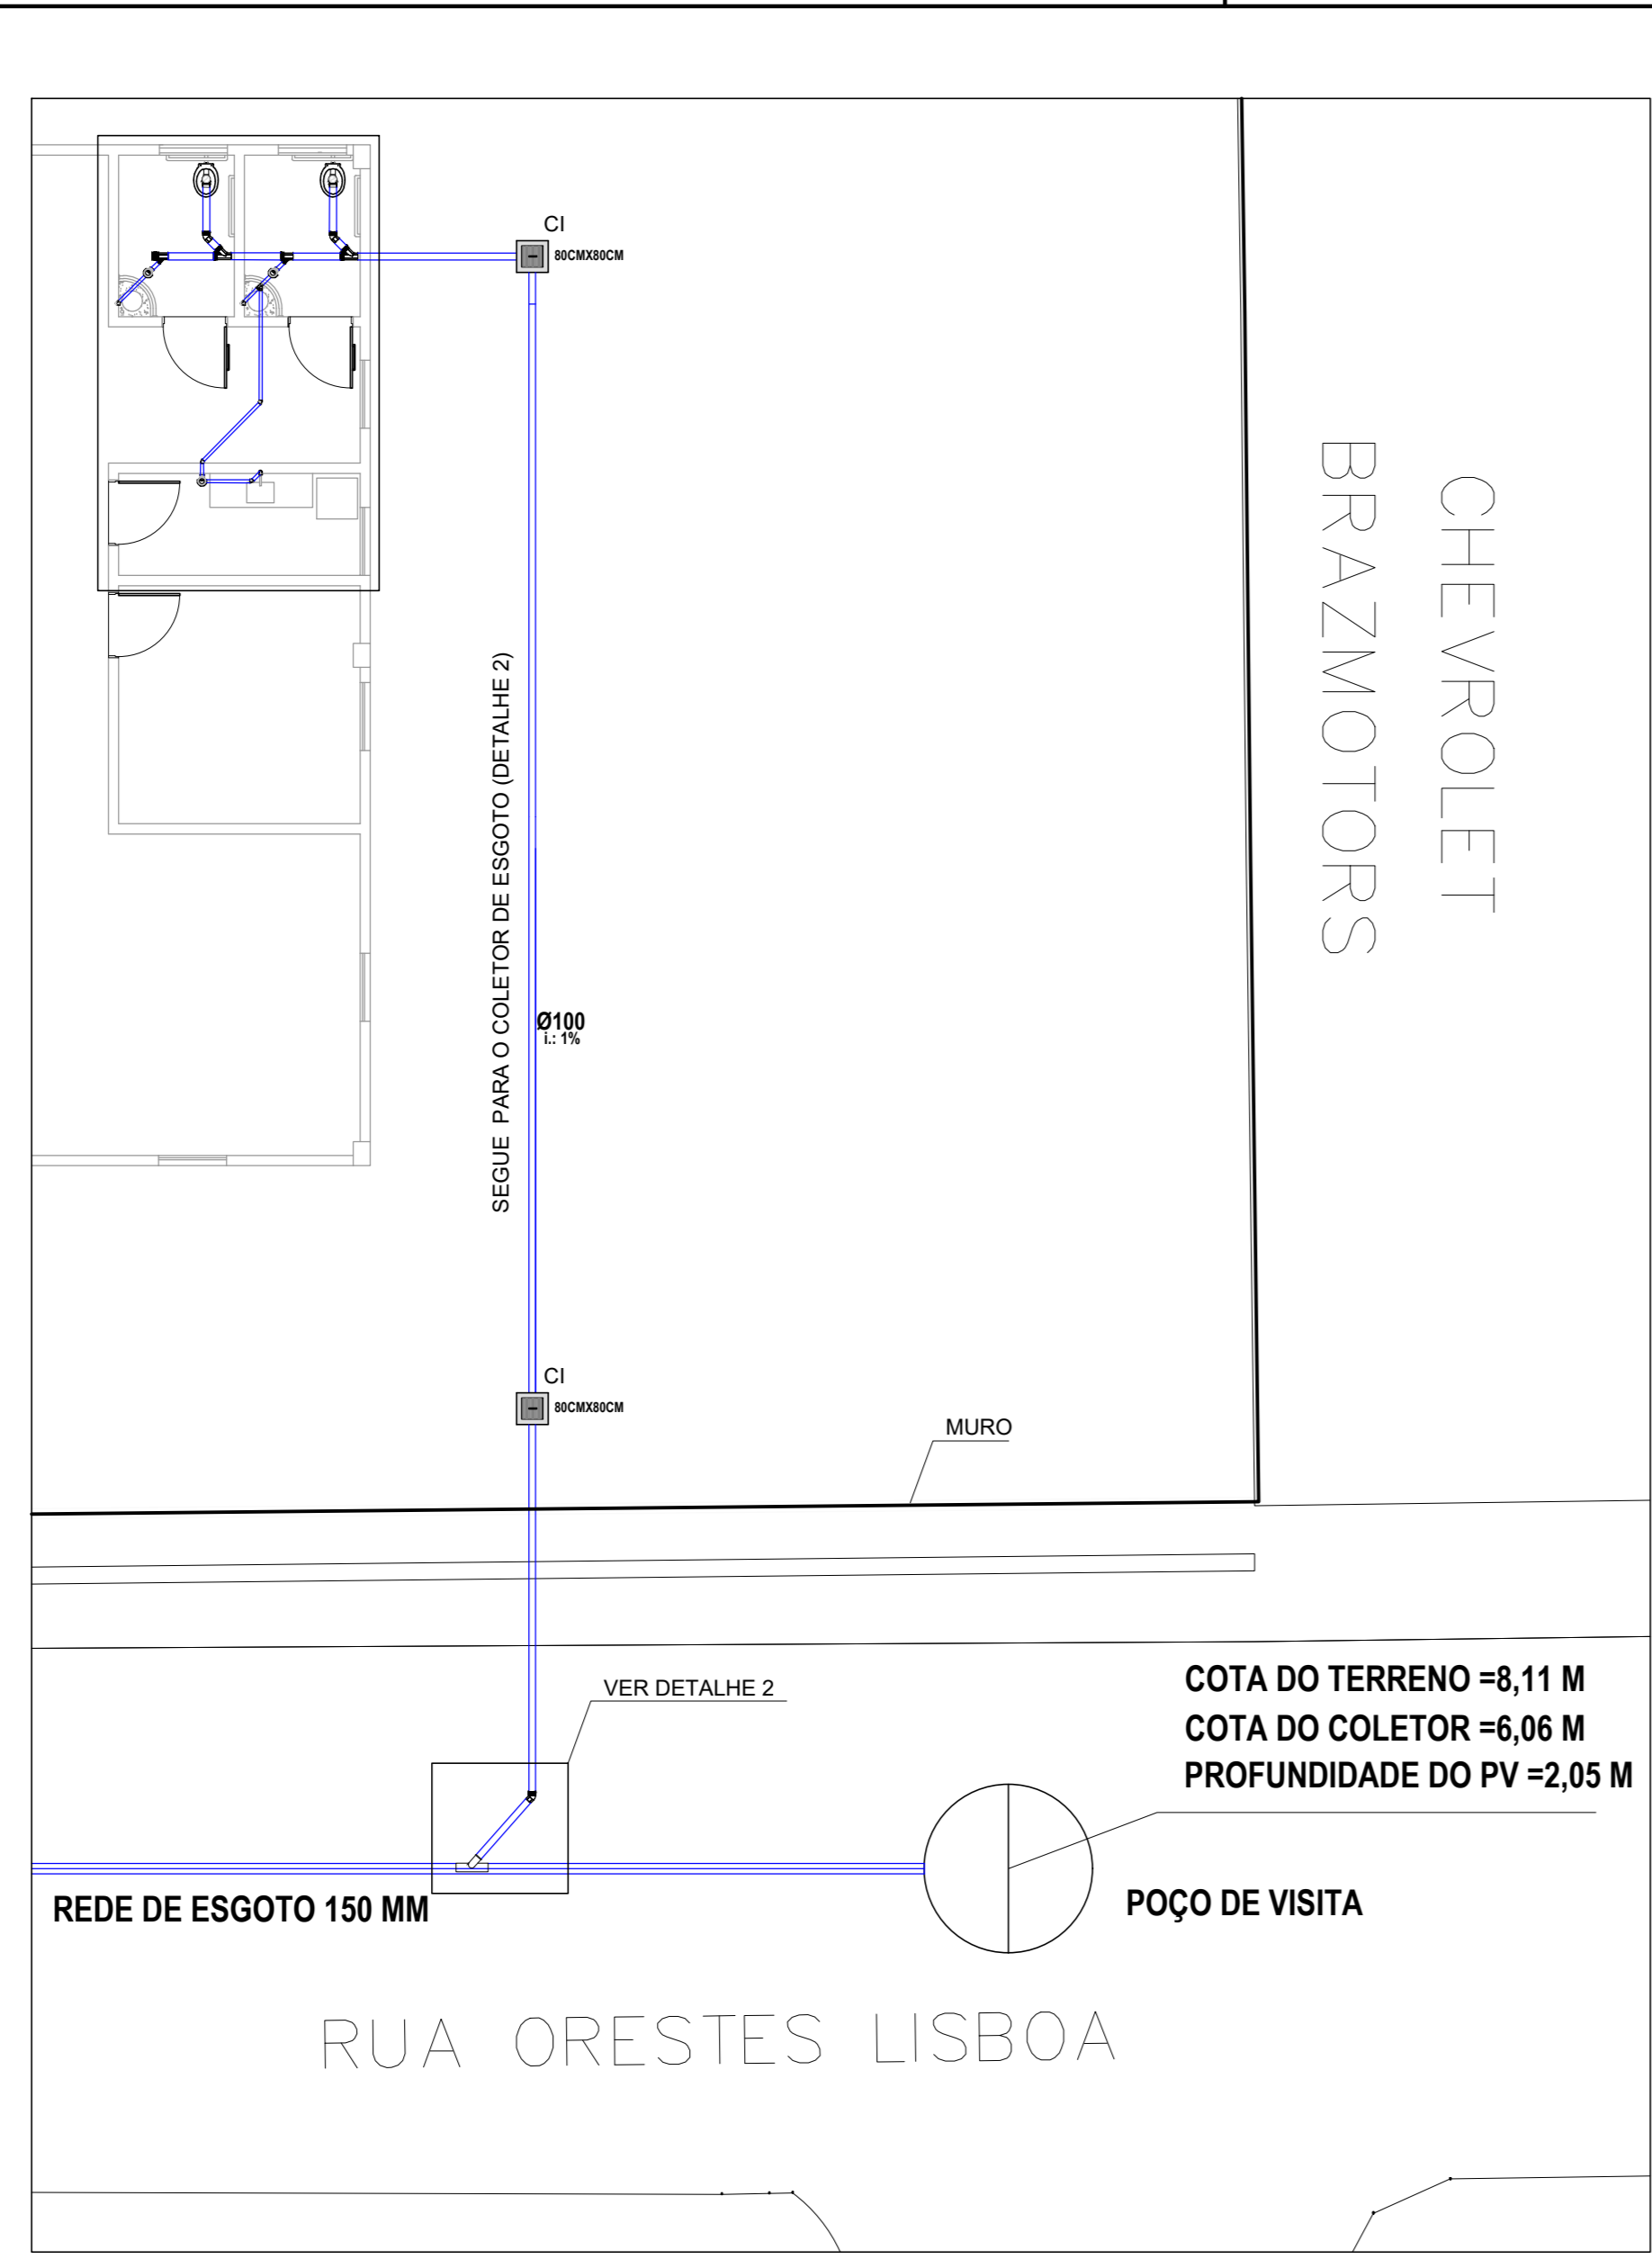 CI
80CMX80CM
CHEVROLET
BRAZMOTORS
SEGUE PARA O COLETOR DE ESGOTO (DETALHE 2)
Ø100
i.: 1%
CI
80CMX80CM
MURO
VER DETALHE 2
COTA DO TERRENO =8,11 M
COTA DO COLETOR =6,06 M
PROFUNDIDADE DO PV =2,05 M
REDE DE ESGOTO 150 MM
POÇO DE VISITA
RUA ORESTES LISBOA